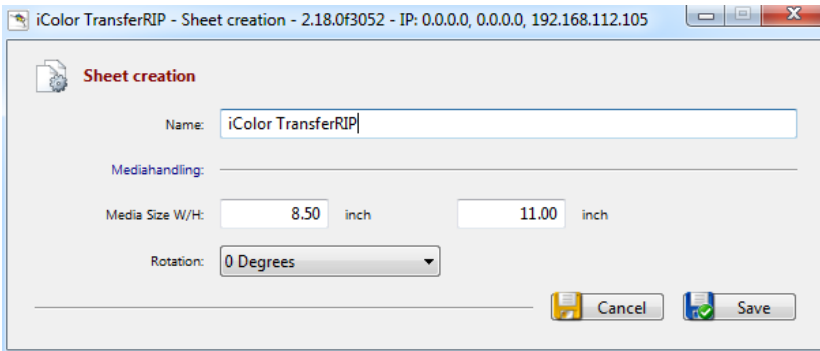 iColor TransferRIP - Sheet creation - 2.18.0f3052 - IP: 0.0.0.0, 0.0.0.0, 192.168.112.105
Sheet creation
Name: iColor TransferRIP
Mediahandling:
Media Size W/H: 8.50 inch 11.00 inch
Rotation: 0 Degrees
Cancel Save